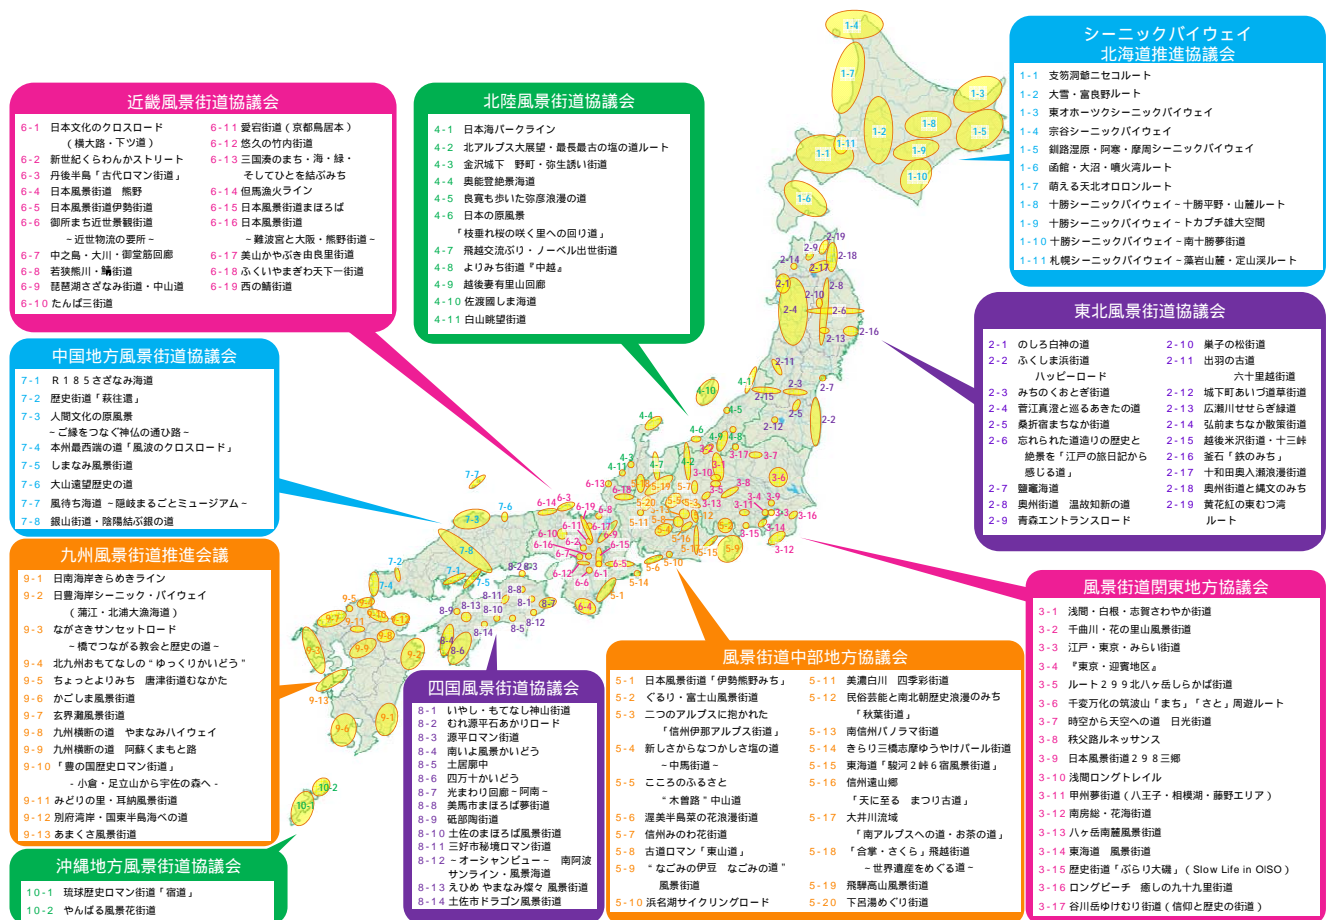 シーニックバイウェイ
北海道推進協議会
1-1 支笏洞爺ニセコルート
1-2 大雪・富良野ルート
1-3 東オホーツクシーニックバイウェイ
1-4 宗谷シーニックバイウェイ
1-5 釧路湿原・阿寒・摩周シーニックバイウェイ
1-6 函館・大沼・噴火湾ルート
1-7 萌える天北オロロンルート
1-8 十勝シーニックバイウェイ~十勝平野・山麓ルート
1-9 十勝シーニックバイウェイ~トカプチ雄大空間
1-10 十勝シーニックバイウェイ~南十勝夢街道
1-11 札幌シーニックバイウェイ~藻岩山麓・定山渓ルート
近畿風景街道協議会
6-1 日本文化のクロスロード
(横大路・下ツ道)
6-2 新世紀くらわんかストリート
6-3 丹後半島「古代ロマン街道」
6-4 日本風景街道 熊野
6-5 日本風景街道伊勢街道
6-6 御所まち近世景観街道
~近世物流の要所~
6-7 中之島・大川・御堂筋回廊
6-8 若狭熊川・鯖街道
6-9 琵琶湖さざなみ街道・中山道
6-10 たんば三街道
6-11 愛宕街道(京都鳥居本)
6-12 悠久の竹内街道
6-13 三国湊のまち・海・緑・
そしてひとを結ぶみち
6-14 但馬漁火ライン
6-15 日本風景街道まほろば
6-16 日本風景街道
~難波宮と大阪・熊野街道~
6-17 美山かやぶき由良里街道
6-18 ふくいやまぎわ天下一街道
6-19 西の鯖街道
北陸風景街道協議会
4-1 日本海パークライン
4-2 北アルプス大展望・最長最古の塩の道ルート
4-3 金沢城下 野町・弥生誘い街道
4-4 奥能登絶景海道
4-5 良寛も歩いた弥彦浪漫の道
4-6 日本の原風景
「枝垂れ桜の咲く里への回り道」
4-7 飛越交流ぶり・ノーベル出世街道
4-8 よりみち街道『中越』
4-9 越後妻有里山回廊
4-10 佐渡國しま海道
4-11 白山眺望街道
東北風景街道協議会
2-1 のしろ白神の道
2-2 ふくしま浜街道
ハッピーロード
2-3 みちのくおとぎ街道
2-4 菅江真澄と巡るあきたの道
2-5 桑折宿まちなか街道
2-6 忘れられた道造りの歴史と
絶景を「江戸の旅日記から
感じる道」
2-7 鹽竈海道
2-8 奥州街道 温故知新の道
2-9 青森エントランスロード
2-10 巣子の松街道
2-11 出羽の古道
六十里越街道
2-12 城下町あいづ道草街道
2-13 広瀬川せせらぎ緑道
2-14 弘前まちなか散策街道
2-15 越後米沢街道・十三峠
2-16 釜石「鉄のみち」
2-17 十和田奥入瀬浪漫街道
2-18 奥州街道と縄文のみち
2-19 黄花紅の東むつ湾
ルート
中国地方風景街道協議会
7-1 R185さざなみ海道
7-2 歴史街道「萩往還」
7-3 人間文化の原風景
~ご縁をつなぐ神仏の通ひ路~
7-4 本州最西端の道「風波のクロスロード」
7-5 しまなみ風景街道
7-6 大山遠望歴史の道
7-7 風待ち海道 ~隠岐まるごとミュージアム~
7-8 銀山街道・陰陽結ぶ銀の道
九州風景街道推進会議
9-1 日南海岸きらめきライン
9-2 日豊海岸シーニック・バイウェイ
(蒲江・北浦大漁海道)
9-3 ながさきサンセットロード
~橋でつながる教会と歴史の道~
9-4 北九州おもてなしの“ゆっくりかいどう”
9-5 ちょっとよりみち 唐津街道むなかた
9-6 かごしま風景街道
9-7 玄界灘風景街道
9-8 九州横断の道 やまなみハイウェイ
9-9 九州横断の道 阿蘇くまもと路
9-10 「豊の国歴史ロマン街道」
-小倉・足立山から宇佐の森へ-
9-11 みどりの里・耳納風景街道
9-12 別府湾岸・国東半島海べの道
9-13 あまくさ風景街道
沖縄地方風景街道協議会
10-1 琉球歴史ロマン街道「宿道」
10-2 やんばる風景花街道
四国風景街道協議会
8-1 いやし・もてなし神山街道
8-2 むれ源平石あかりロード
8-3 源平ロマン街道
8-4 南いよ風景かいどう
8-5 土居廓中
8-6 四万十かいどう
8-7 光まわり回廊~阿南~
8-8 美馬市まほろば夢街道
8-9 砥部陶街道
8-10 土佐のまほろば風景街道
8-11 三好市秘境ロマン街道
8-12 ~オーシャンビュー~ 南阿波
サンライン・風景海道
8-13 えひめ やまなみ燦々 風景街道
8-14 土佐市ドラゴン風景街道
風景街道中部地方協議会
5-1 日本風景街道「伊勢熊野みち」
5-2 ぐるり・富士山風景街道
5-3 二つのアルプスに抱かれた
「信州伊那アルプス街道」
5-4 新しさからなつかしさ塩の道
~中馬街道~
5-5 こころのふるさと
“木曽路”中山道
5-6 渥美半島菜の花浪漫街道
5-7 信州みのわ花街道
5-8 古道ロマン「東山道」
5-9 “なごみの伊豆 なごみの道”
風景街道
5-10 浜名湖サイクリングロード
5-11 美濃白川 四季彩街道
5-12 民俗芸能と南北朝歴史浪漫のみち
「秋葉街道」
5-13 南信州パノラマ街道
5-14 きらり三橋志摩ゆうやけパール街道
5-15 東海道「駿河2峠6宿風景街道」
5-16 信州遠山郷
「天に至る まつり古道」
5-17 大井川流域
「南アルプスへの道・お茶の道」
5-18 「合掌・さくら」飛越街道
~世界遺産をめぐる道~
5-19 飛騨高山風景街道
5-20 下呂湯めぐり街道
風景街道関東地方協議会
3-1 浅間・白根・志賀さわやか街道
3-2 千曲川・花の里山風景街道
3-3 江戸・東京・みらい街道
3-4 『東京・迎賓地区』
3-5 ルート299北八ヶ岳しらかば街道
3-6 千変万化の筑波山「まち」「さと」周遊ルート
3-7 時空から天空への道 日光街道
3-8 秩父路ルネッサンス
3-9 日本風景街道298三郷
3-10 浅間ロングトレイル
3-11 甲州夢街道(八王子・相模湖・藤野エリア)
3-12 南房総・花海街道
3-13 八ヶ岳南麓風景街道
3-14 東海道 風景街道
3-15 歴史街道「ぶらり大磯」(Slow Life in OISO)
3-16 ロングビーチ 癒しの九十九里街道
3-17 谷川岳ゆけむり街道(信仰と歴史の街道)